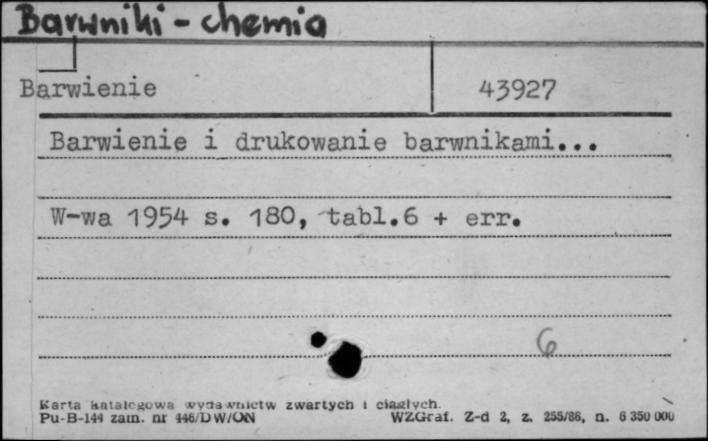 Barwniki - chemia
Barwienie 43927
Barwienie i drukowanie barwnikami...
W-wa 1954 s. 180, tabl.6 + err.
6
Karta katalogowa wydawnictw zwartych i ciągłych.
Pu-B-144 zam. nr 446/DW/ON WZGraf. Z-d 2, z. 255/86, n. 6 350 000